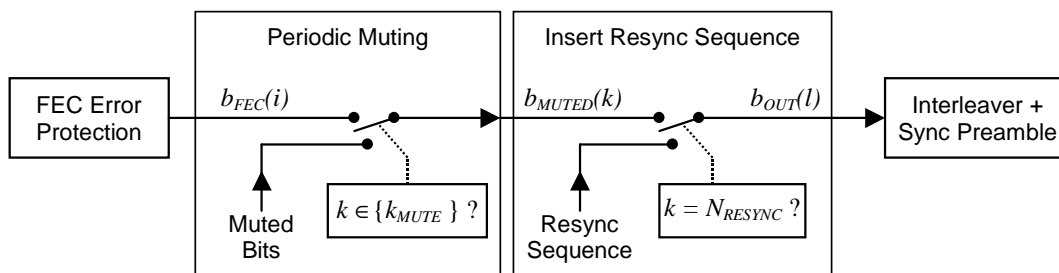 Periodic Muting
Insert Resync Sequence
FEC Error
Protection
b_FEC(i)
b_MUTED(k)
b_OUT(l)
Interleaver +
Sync Preamble
Muted
Bits
k ∈ {k_MUTE } ?
Resync
Sequence
k = N_RESYNC ?